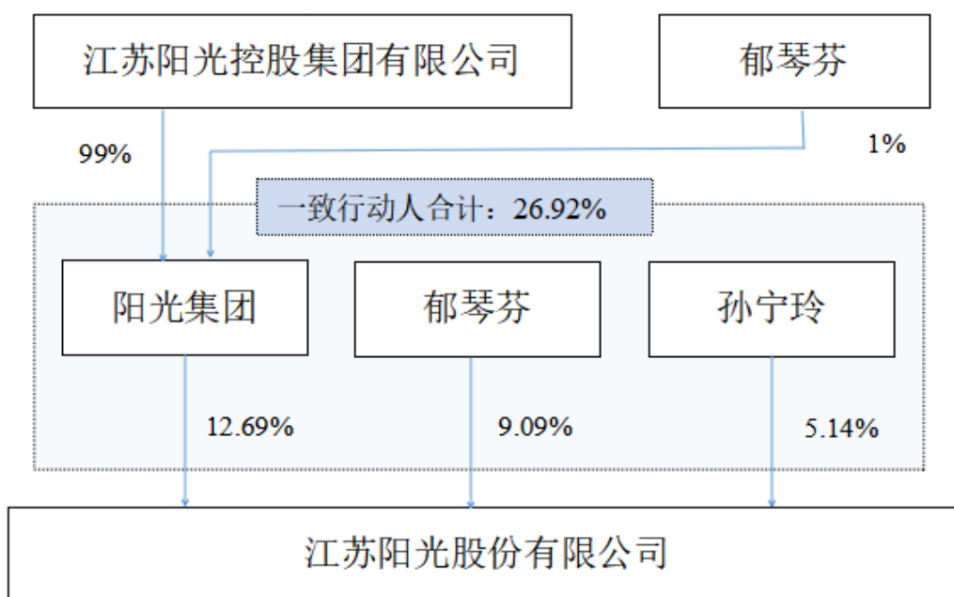 江苏阳光控股集团有限公司
郁琴芬
99%
1%
一致行动人合计：26.92%
阳光集团
郁琴芬
孙宁玲
12.69%
9.09%
5.14%
江苏阳光股份有限公司